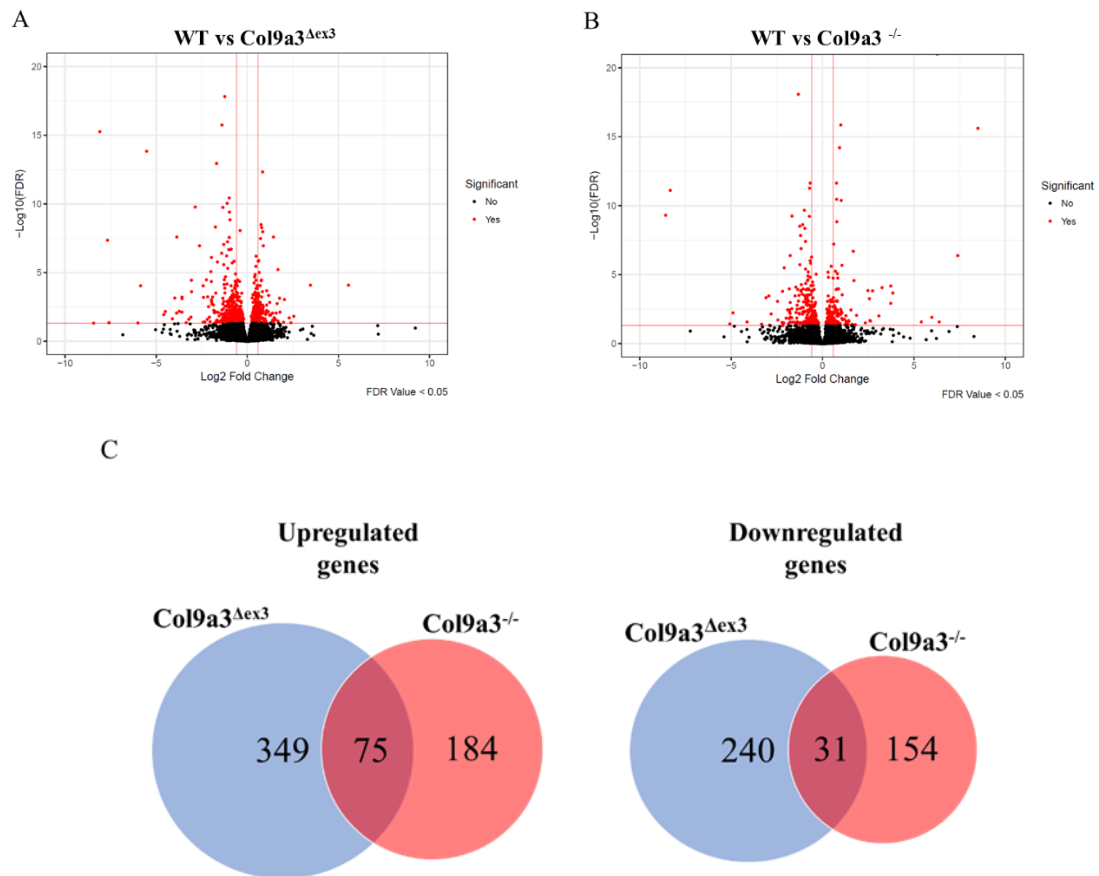 A
WT vs Col9a3Δex3
20
15
10
5
0
−10
−5
0
5
10
−Log10(FDR)
Log2 Fold Change
FDR Value < 0.05
Significant
No
Yes
B
WT vs Col9a3 -/-
20
15
10
5
0
−10
−5
0
5
10
−Log10(FDR)
Log2 Fold Change
FDR Value < 0.05
Significant
No
Yes
C
Upregulated
genes
Col9a3Δex3
Col9a3-/-
349
75
184
Downregulated
genes
Col9a3Δex3
Col9a3-/-
240
31
154